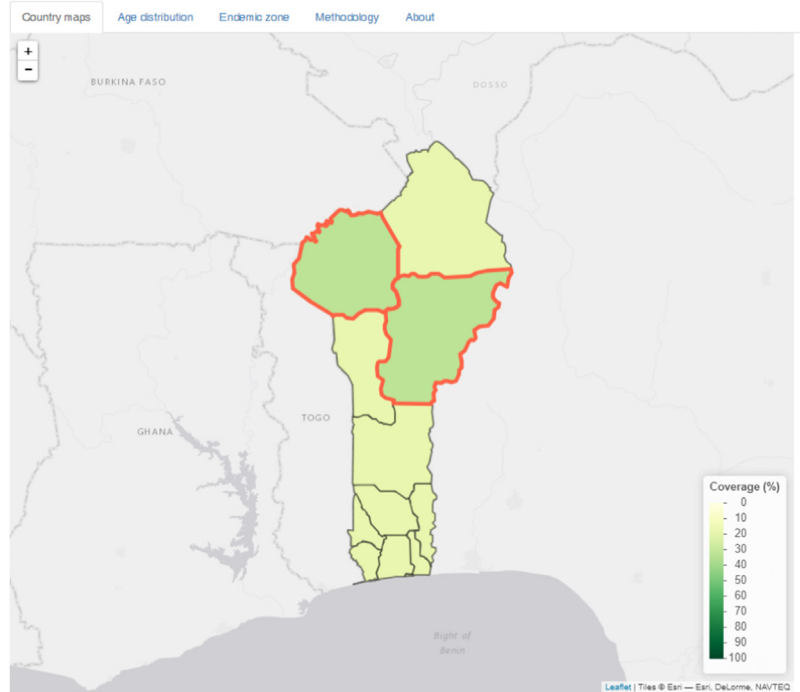 Country maps Age distribution Endemic zone Methodology About
+
−
BURKINA FASO
DOSSO
TOGO
GHANA
Coverage (%)
0
10
20
30
40
50
60
70
80
90
100
Bight of
Benin
Leaflet | Tiles © Esri — Esri, DeLorme, NAVTEQ